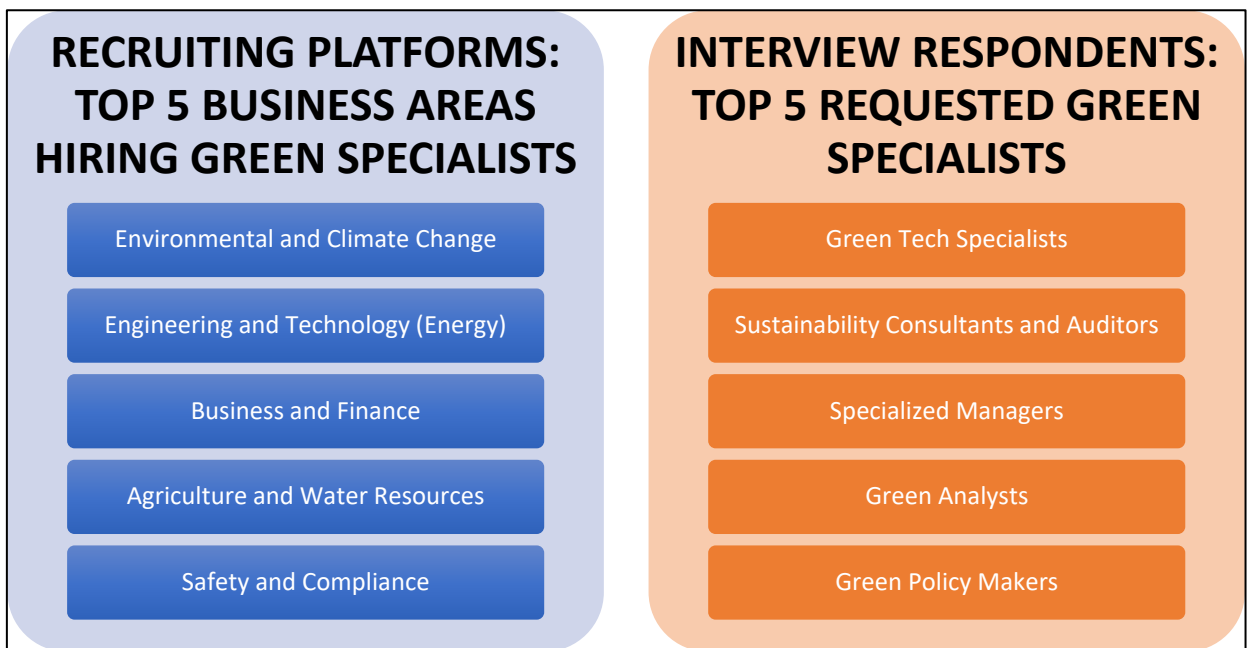 RECRUITING PLATFORMS:
TOP 5 BUSINESS AREAS
HIRING GREEN SPECIALISTS
Environmental and Climate Change
Engineering and Technology (Energy)
Business and Finance
Agriculture and Water Resources
Safety and Compliance
INTERVIEW RESPONDENTS:
TOP 5 REQUESTED GREEN
SPECIALISTS
Green Tech Specialists
Sustainability Consultants and Auditors
Specialized Managers
Green Analysts
Green Policy Makers